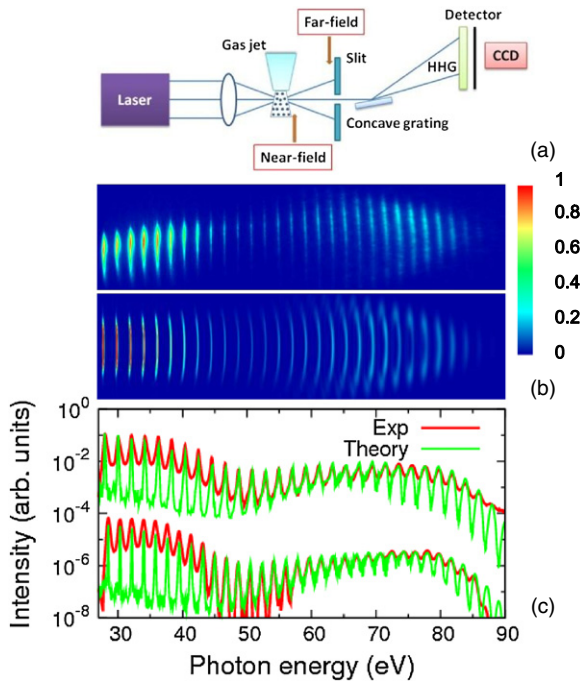 Far-field
Detector
Gas jet
Slit
HHG
CCD
Laser
Concave grating
Near-field
(a)
1
0.8
0.6
0.4
0.2
0
(b)
10^0
Exp
Theory
10^-2
10^-4
10^-6
10^-8
Intensity (arb. units)
(c)
30 40 50 60 70 80 90
Photon energy (eV)